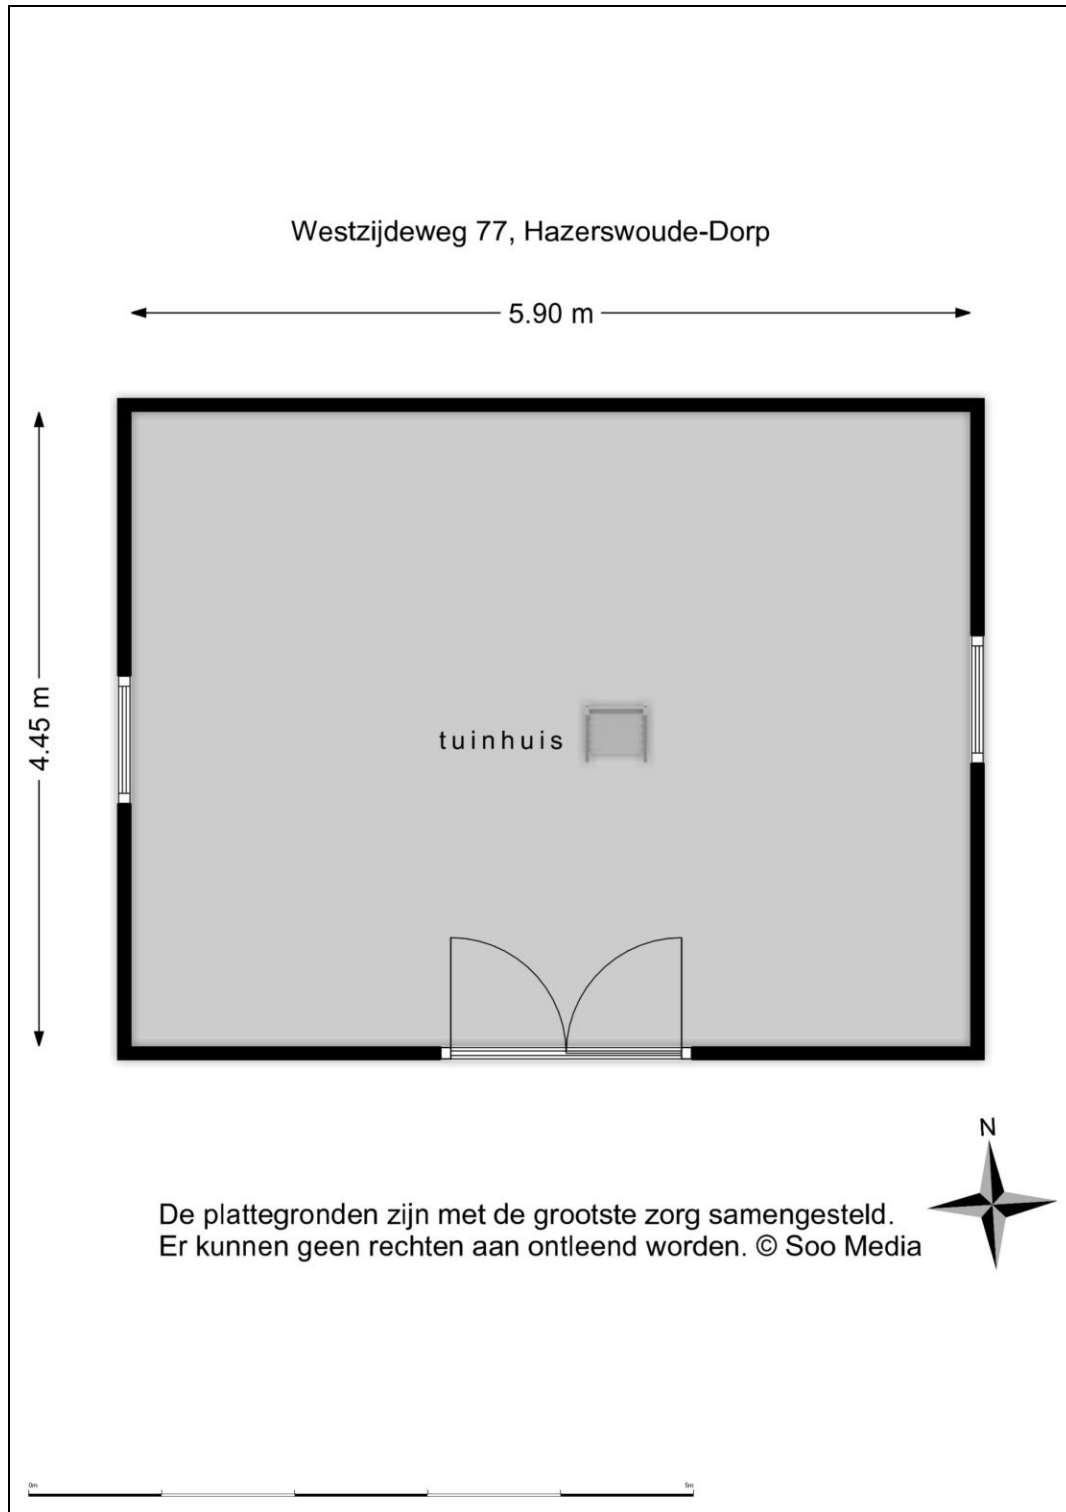 Westzijdeweg 77, Hazerswoude-Dorp
5.90 m
4.45 m
tuinhuis
N
De plattegronden zijn met de grootste zorg samengesteld.
Er kunnen geen rechten aan ontleend worden. © Soo Media
0m 5m